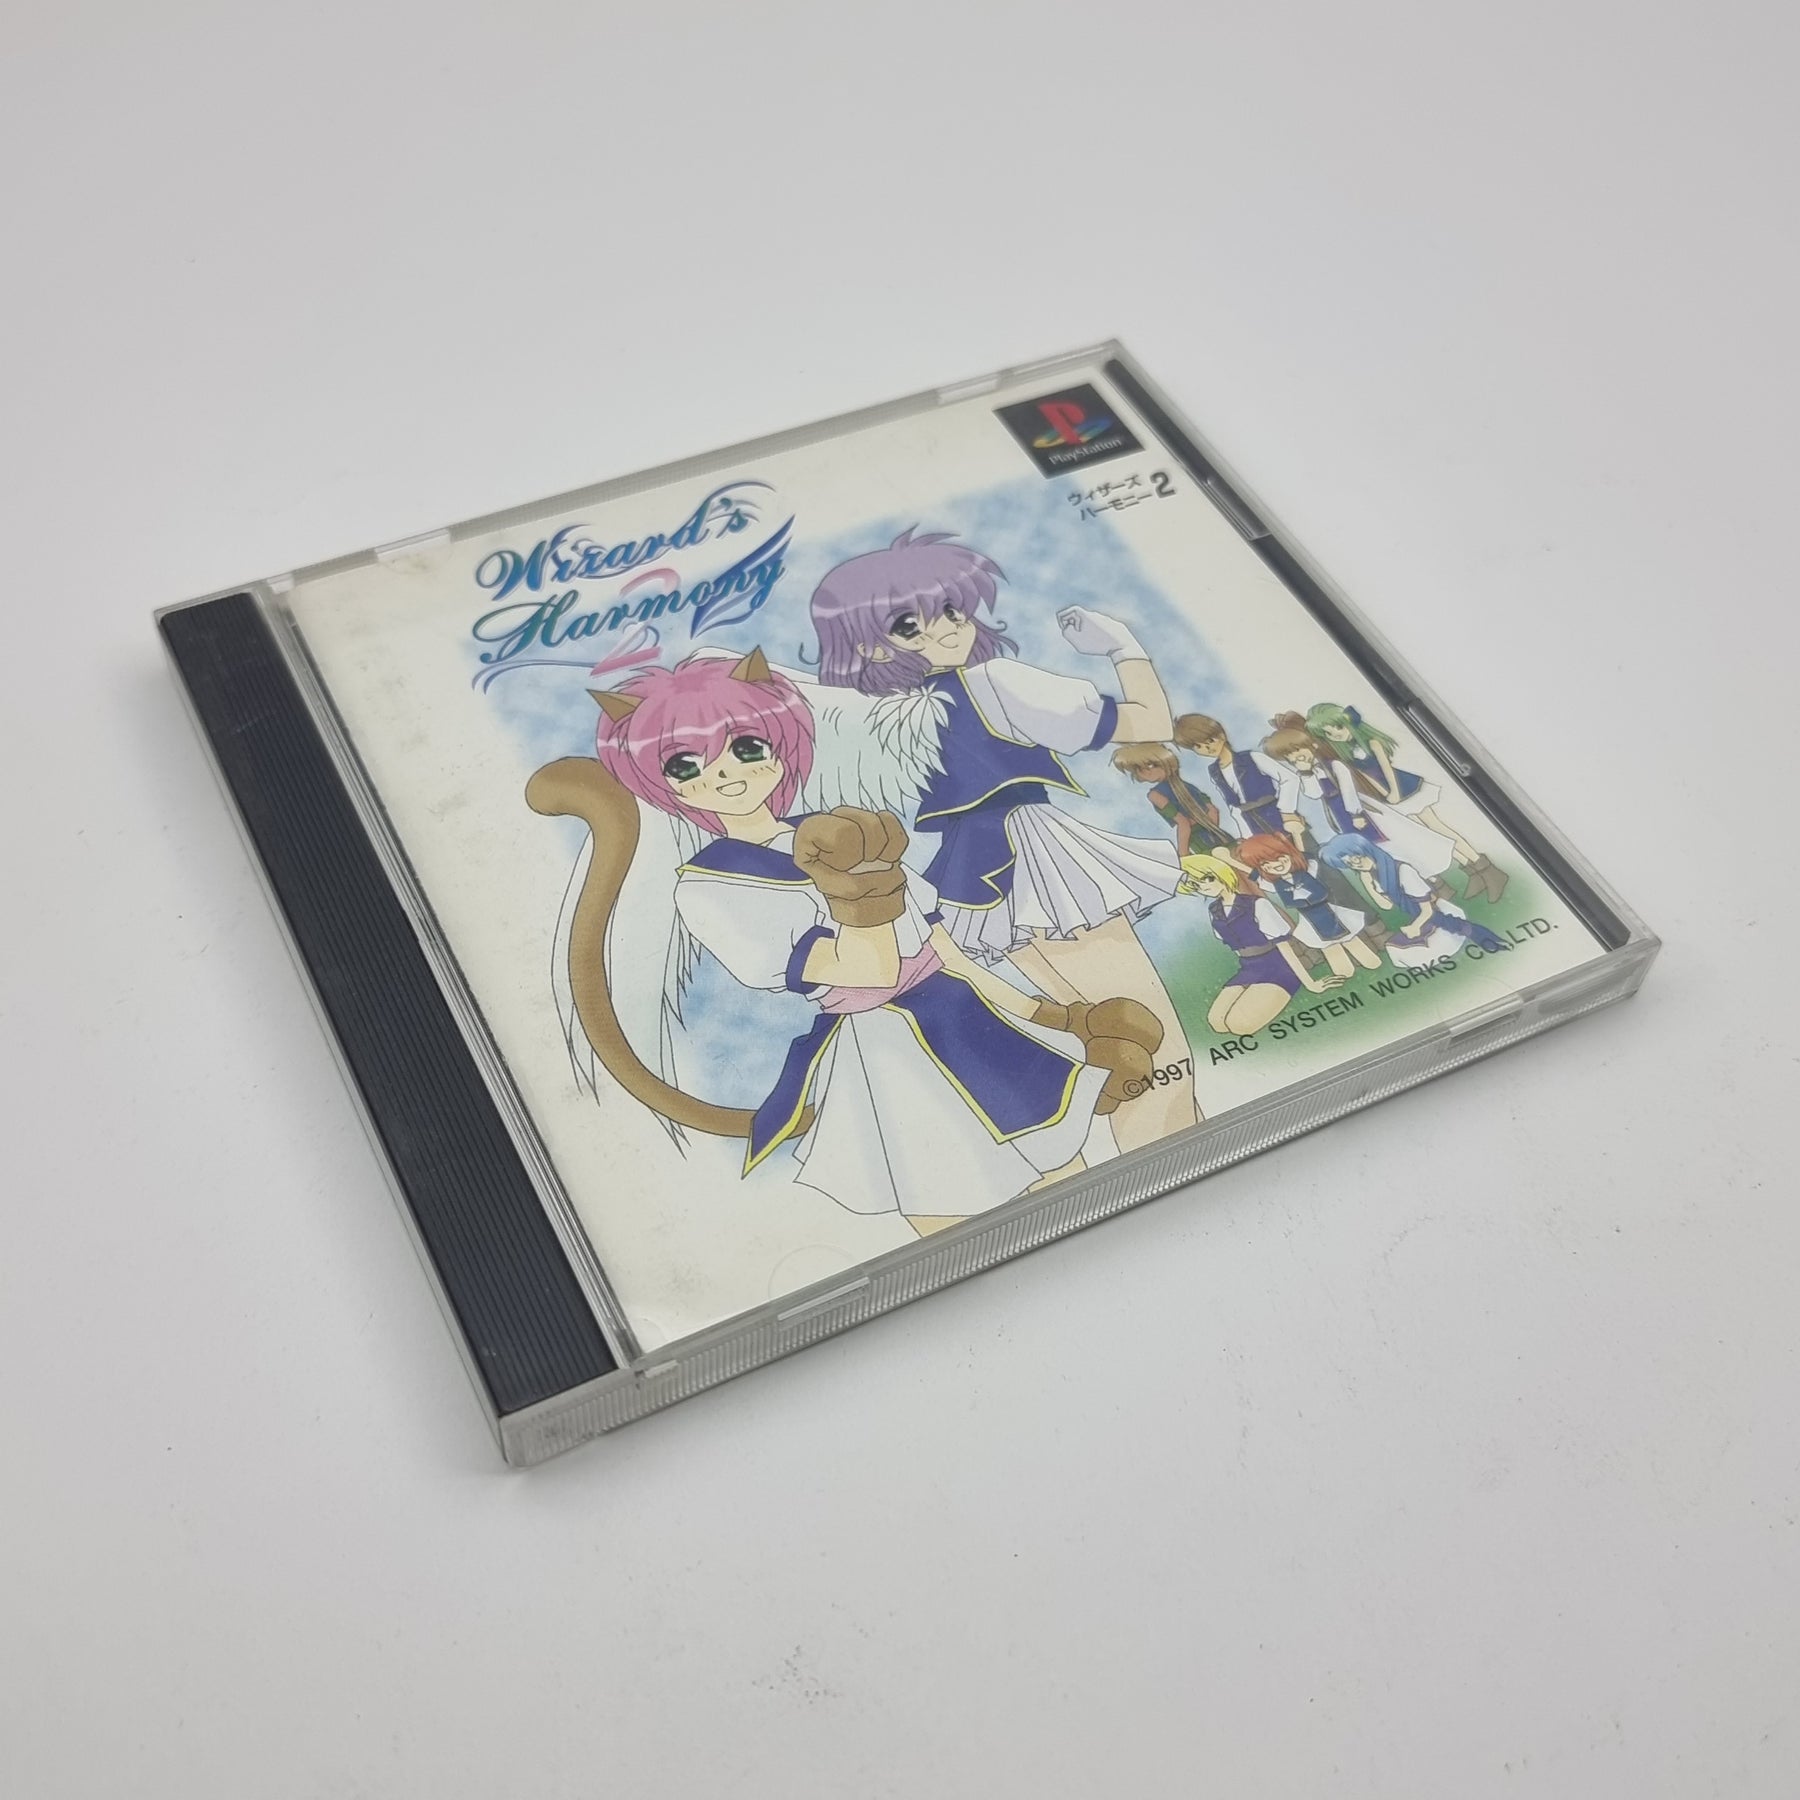 PlayStation
ウィザーズ
ハーモニー2
Wizard's
Harmony
2
©1997 ARC SYSTEM WORKS CO.,LTD.